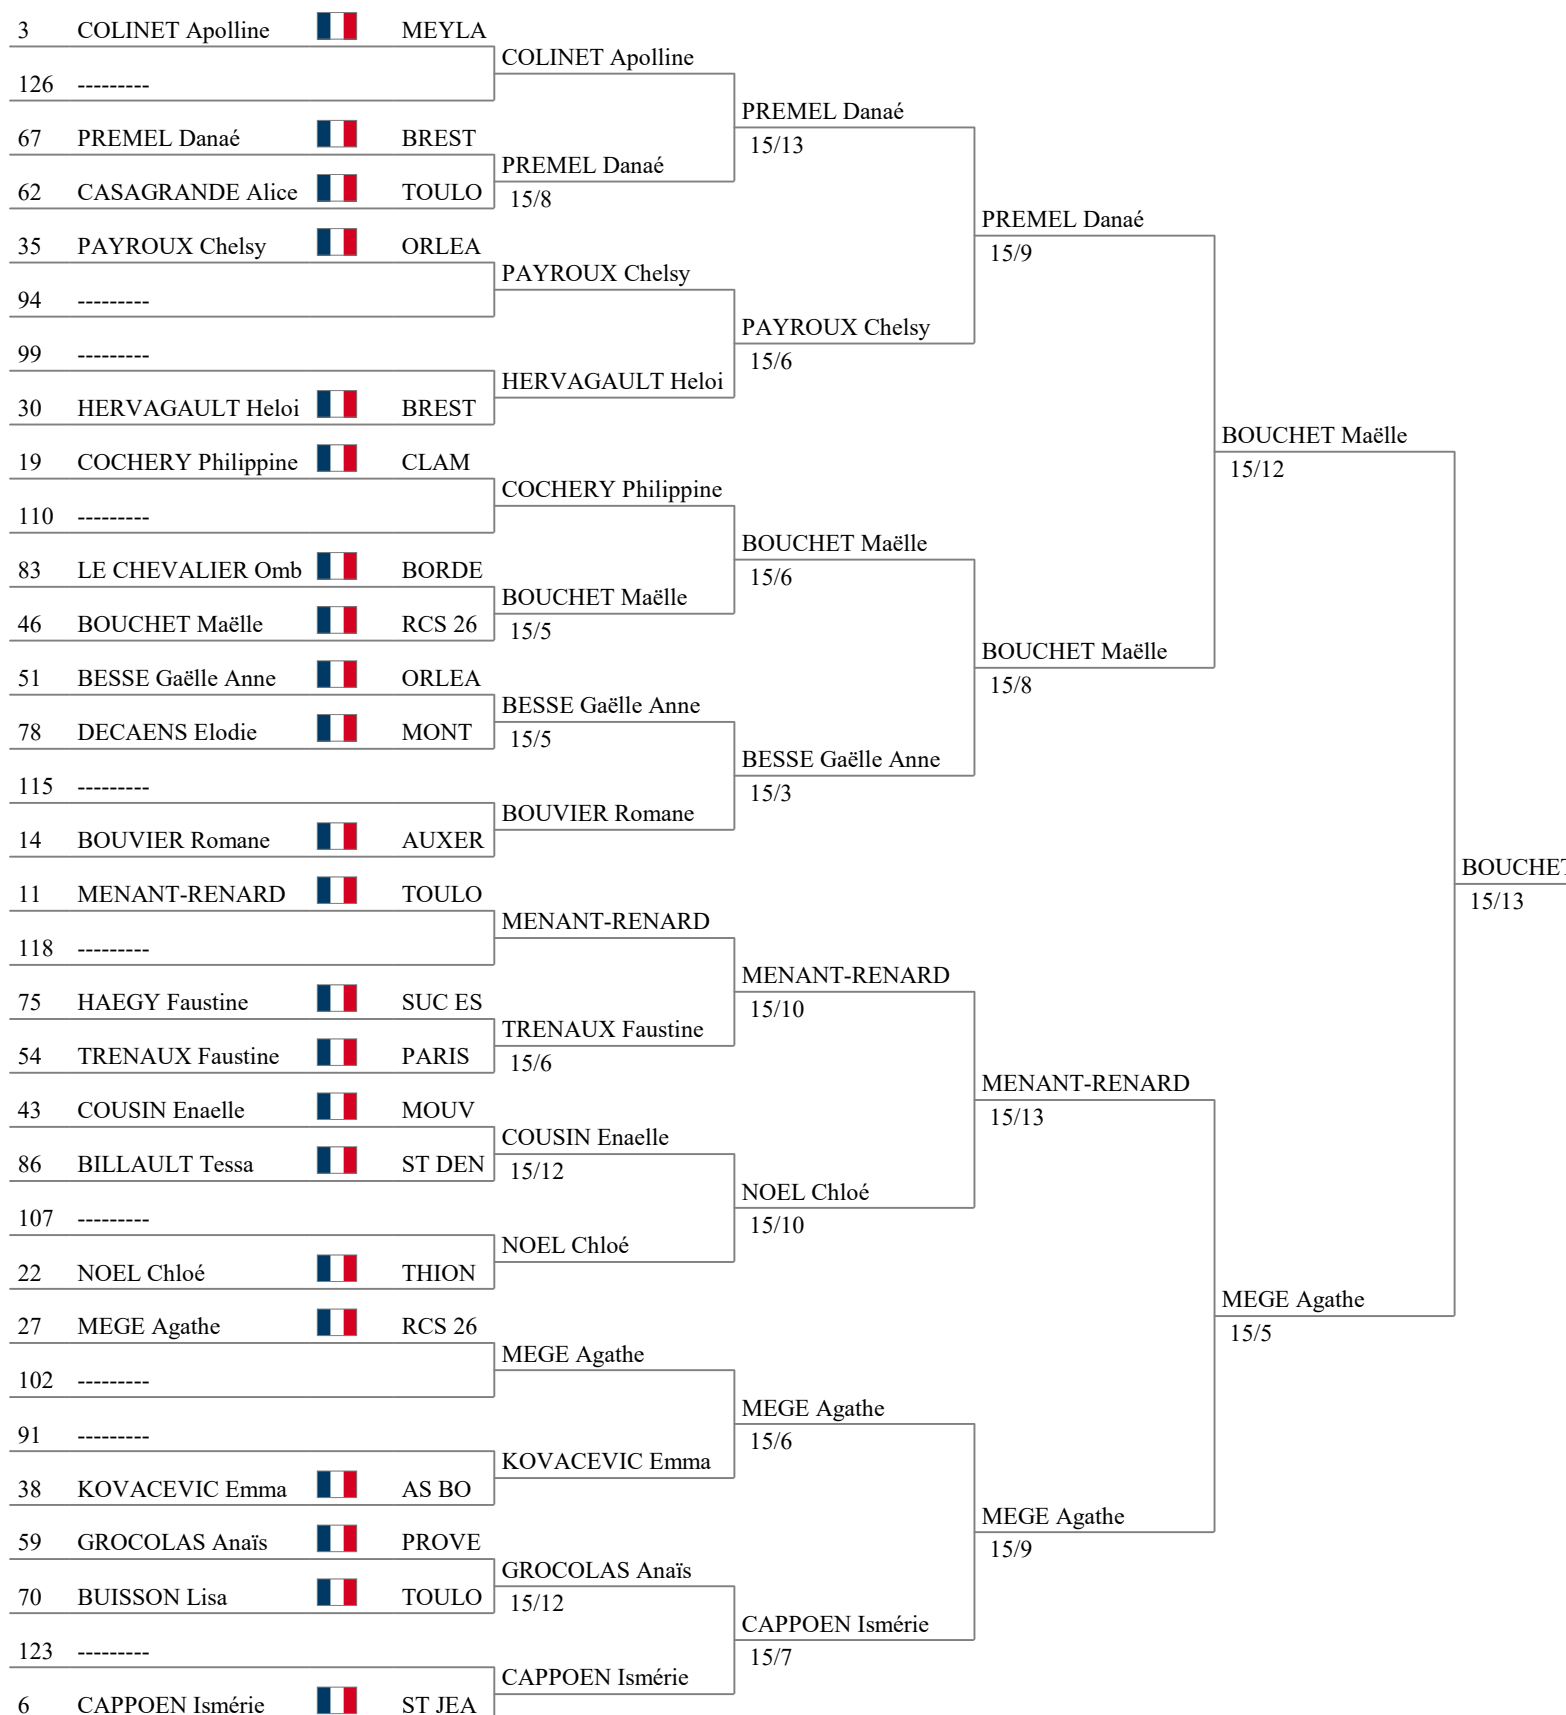 3 COLINET Apolline MEYLA
COLINET Apolline
126 ---------
PREMEL Danaé
15/13
67 PREMEL Danaé BREST
PREMEL Danaé
15/8
62 CASAGRANDE Alice TOULO
PREMEL Danaé
15/9
35 PAYROUX Chelsy ORLEA
PAYROUX Chelsy
94 ---------
PAYROUX Chelsy
15/6
99 ---------
HERVAGAULT Heloi
30 HERVAGAULT Heloi BREST
BOUCHET Maëlle
15/12
19 COCHERY Philippine CLAM
COCHERY Philippine
110 ---------
BOUCHET Maëlle
15/6
83 LE CHEVALIER Omb BORDE
BOUCHET Maëlle
15/5
46 BOUCHET Maëlle RCS 26
BOUCHET Maëlle
15/8
51 BESSE Gaëlle Anne ORLEA
BESSE Gaëlle Anne
15/5
78 DECAENS Elodie MONT
BESSE Gaëlle Anne
15/3
115 ---------
BOUVIER Romane
14 BOUVIER Romane AUXER
BOUCHET
15/13
11 MENANT-RENARD TOULO
MENANT-RENARD
118 ---------
MENANT-RENARD
15/10
75 HAEGY Faustine SUC ES
TRENAUX Faustine
15/6
54 TRENAUX Faustine PARIS
MENANT-RENARD
15/13
43 COUSIN Enaelle MOUV
COUSIN Enaelle
15/12
86 BILLAULT Tessa ST DEN
NOEL Chloé
15/10
107 ---------
NOEL Chloé
22 NOEL Chloé THION
MEGE Agathe
15/5
27 MEGE Agathe RCS 26
MEGE Agathe
102 ---------
MEGE Agathe
15/6
91 ---------
KOVACEVIC Emma
38 KOVACEVIC Emma AS BO
MEGE Agathe
15/9
59 GROCOLAS Anaïs PROVE
GROCOLAS Anaïs
15/12
70 BUISSON Lisa TOULO
CAPPOEN Ismérie
15/7
123 ---------
CAPPOEN Ismérie
6 CAPPOEN Ismérie ST JEA